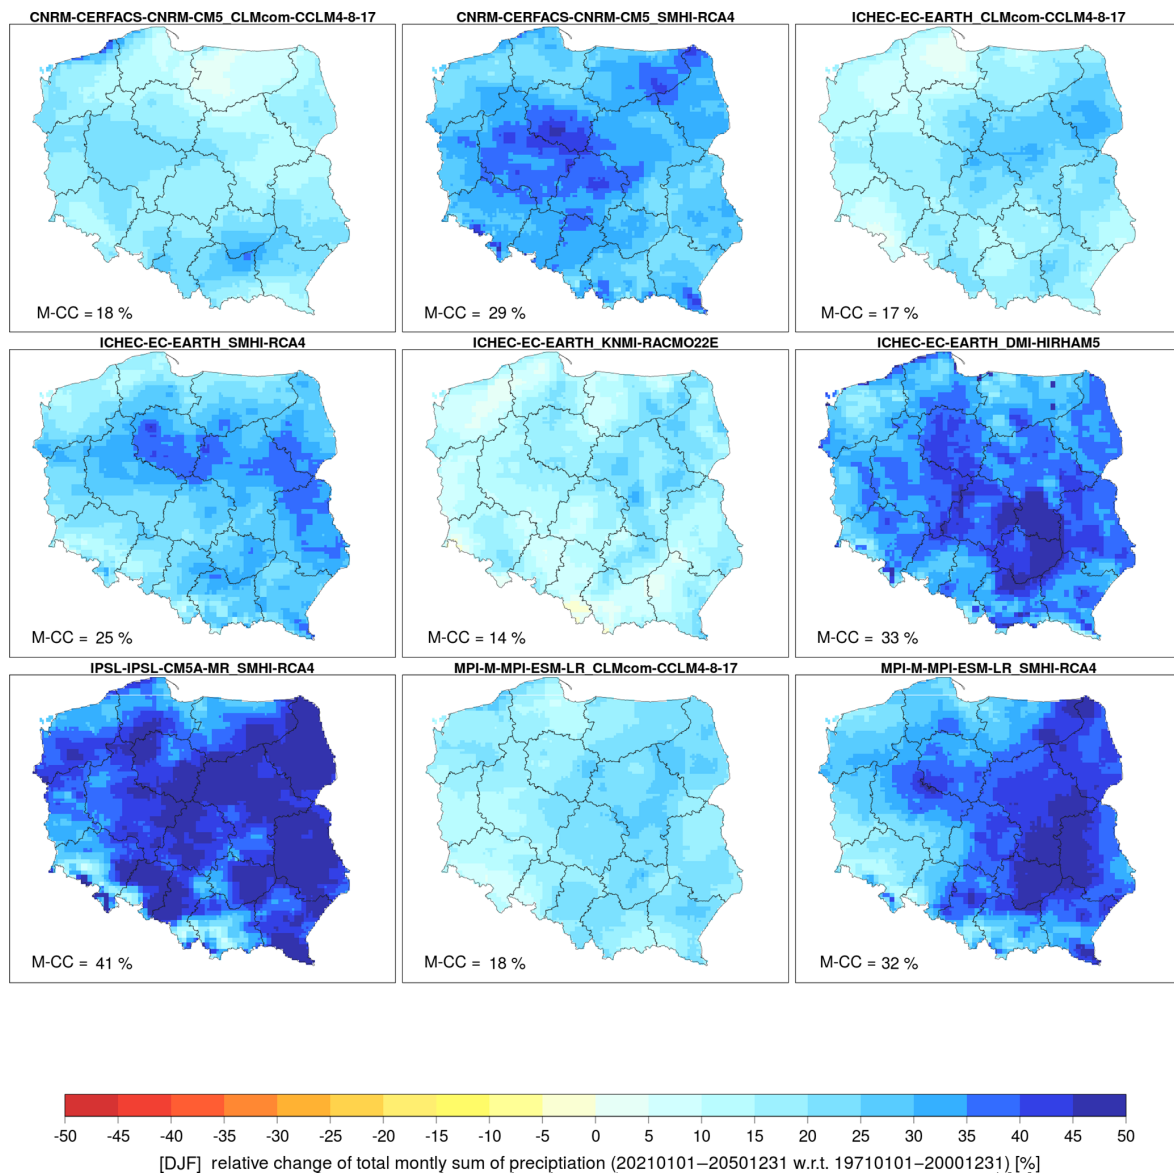 CNRM-CERFACS-CNRM-CM5_CLMcom-CCLM4-8-17
CNRM-CERFACS-CNRM-CM5_SMHI-RCA4
ICHEC-EC-EARTH_CLMcom-CCLM4-8-17
M-CC = 18 %
M-CC = 29 %
M-CC = 17 %
ICHEC-EC-EARTH_SMHI-RCA4
ICHEC-EC-EARTH_KNMI-RACMO22E
ICHEC-EC-EARTH_DMI-HIRHAM5
M-CC = 25 %
M-CC = 14 %
M-CC = 33 %
IPSL-IPSL-CM5A-MR_SMHI-RCA4
MPI-M-MPI-ESM-LR_CLMcom-CCLM4-8-17
MPI-M-MPI-ESM-LR_SMHI-RCA4
M-CC = 41 %
M-CC = 18 %
M-CC = 32 %
-50 -45 -40 -35 -30 -25 -20 -15 -10 -5 0 5 10 15 20 25 30 35 40 45 50
[DJF] relative change of total montly sum of precptiation (20210101−20501231 w.r.t. 19710101−20001231) [%]